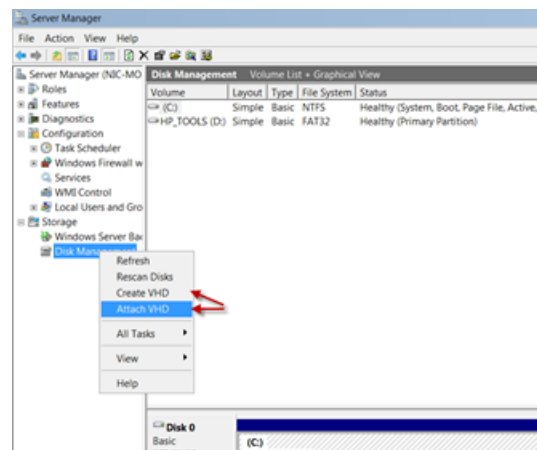 Server Manager
File Action View Help
Server Manager (NIC-MO
Roles
Features
Diagnostics
Configuration
Task Scheduler
Windows Firewall w
Services
WMI Control
Local Users and Gro
Storage
Windows Server Ba
Disk Management
Disk Management Volume List + Graphical View
Volume Layout Type File System Status
(C:) Simple Basic NTFS Healthy (System, Boot, Page File, Active,
HP_TOOLS (D:) Simple Basic FAT32 Healthy (Primary Partition)
Refresh
Rescan Disks
Create VHD
Attach VHD
All Tasks
View
Help
Disk 0
Basic
(C:)